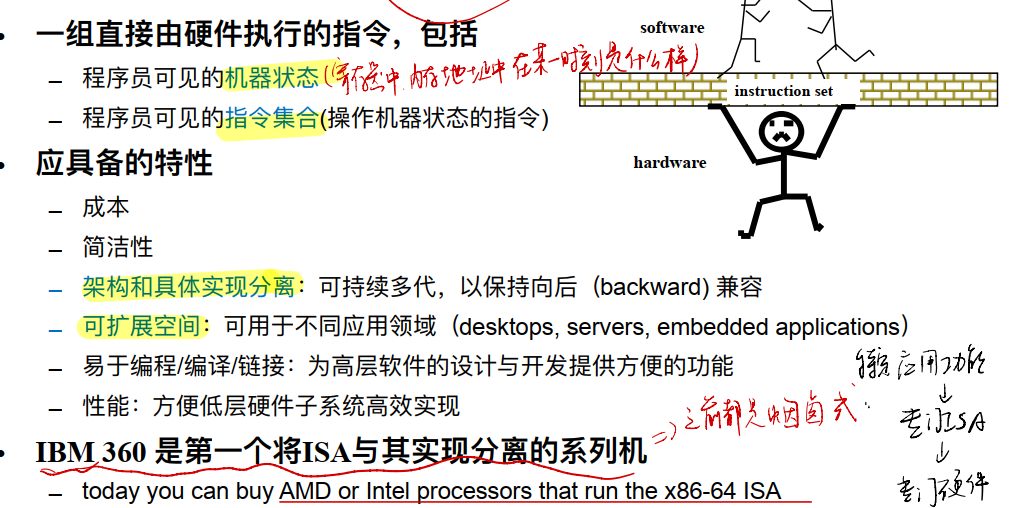 • 一组直接由硬件执行的指令，包括
– 程序员可见的机器状态(寄存器中、内存地址中在某一时刻是什么样)
– 程序员可见的指令集合(操作机器状态的指令)
• 应具备的特性
– 成本
– 简洁性
– 架构和具体实现分离：可持续多代，以保持向后（backward) 兼容
– 可扩展空间：可用于不同应用领域（desktops, servers, embedded applications）
– 易于编程/编译/链接：为高层软件的设计与开发提供方便的功能
– 性能：方便低层硬件子系统高效实现
• IBM 360 是第一个将ISA与其实现分离的系列机
– today you can buy AMD or Intel processors that run the x86-64 ISA
software
instruction set
hardware
=> 之前都是烟囱式.
应用功能
↓
专门ISA
↓
专门硬件